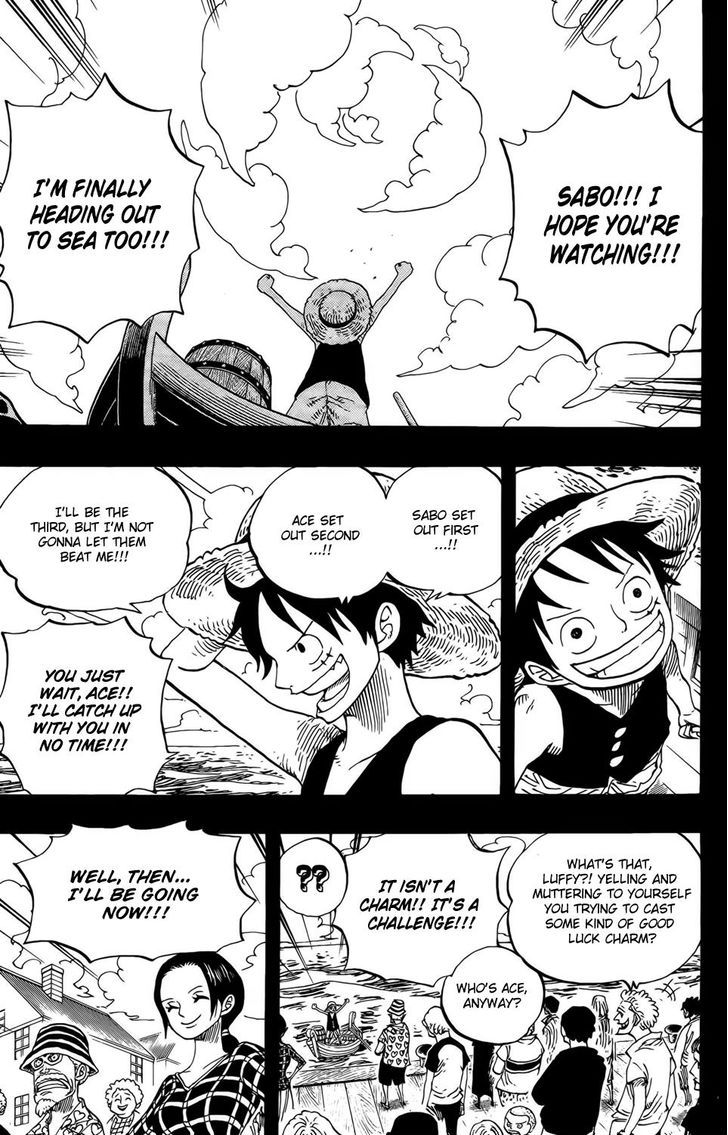 SABO!!! I
HOPE YOU'RE
WATCHING!!!
I'M FINALLY
HEADING OUT
TO SEA TOO!!!
SABO SET
OUT FIRST
...!!
ACE SET
OUT SECOND
...!!
I'LL BE THE
THIRD, BUT I'M NOT
GONNA LET THEM
BEAT ME!!!
YOU JUST
WAIT, ACE!!
I'LL CATCH UP
WITH YOU IN
NO TIME!!!
WHAT'S THAT,
LUFFY?! YELLING AND
MUTTERING TO YOURSELF
YOU TRYING TO CAST
SOME KIND OF GOOD
LUCK CHARM?
WHO'S ACE,
ANYWAY?
IT ISN'T A
CHARM!! IT'S A
CHALLENGE!!!
??
WELL, THEN...
I'LL BE GOING
NOW!!!